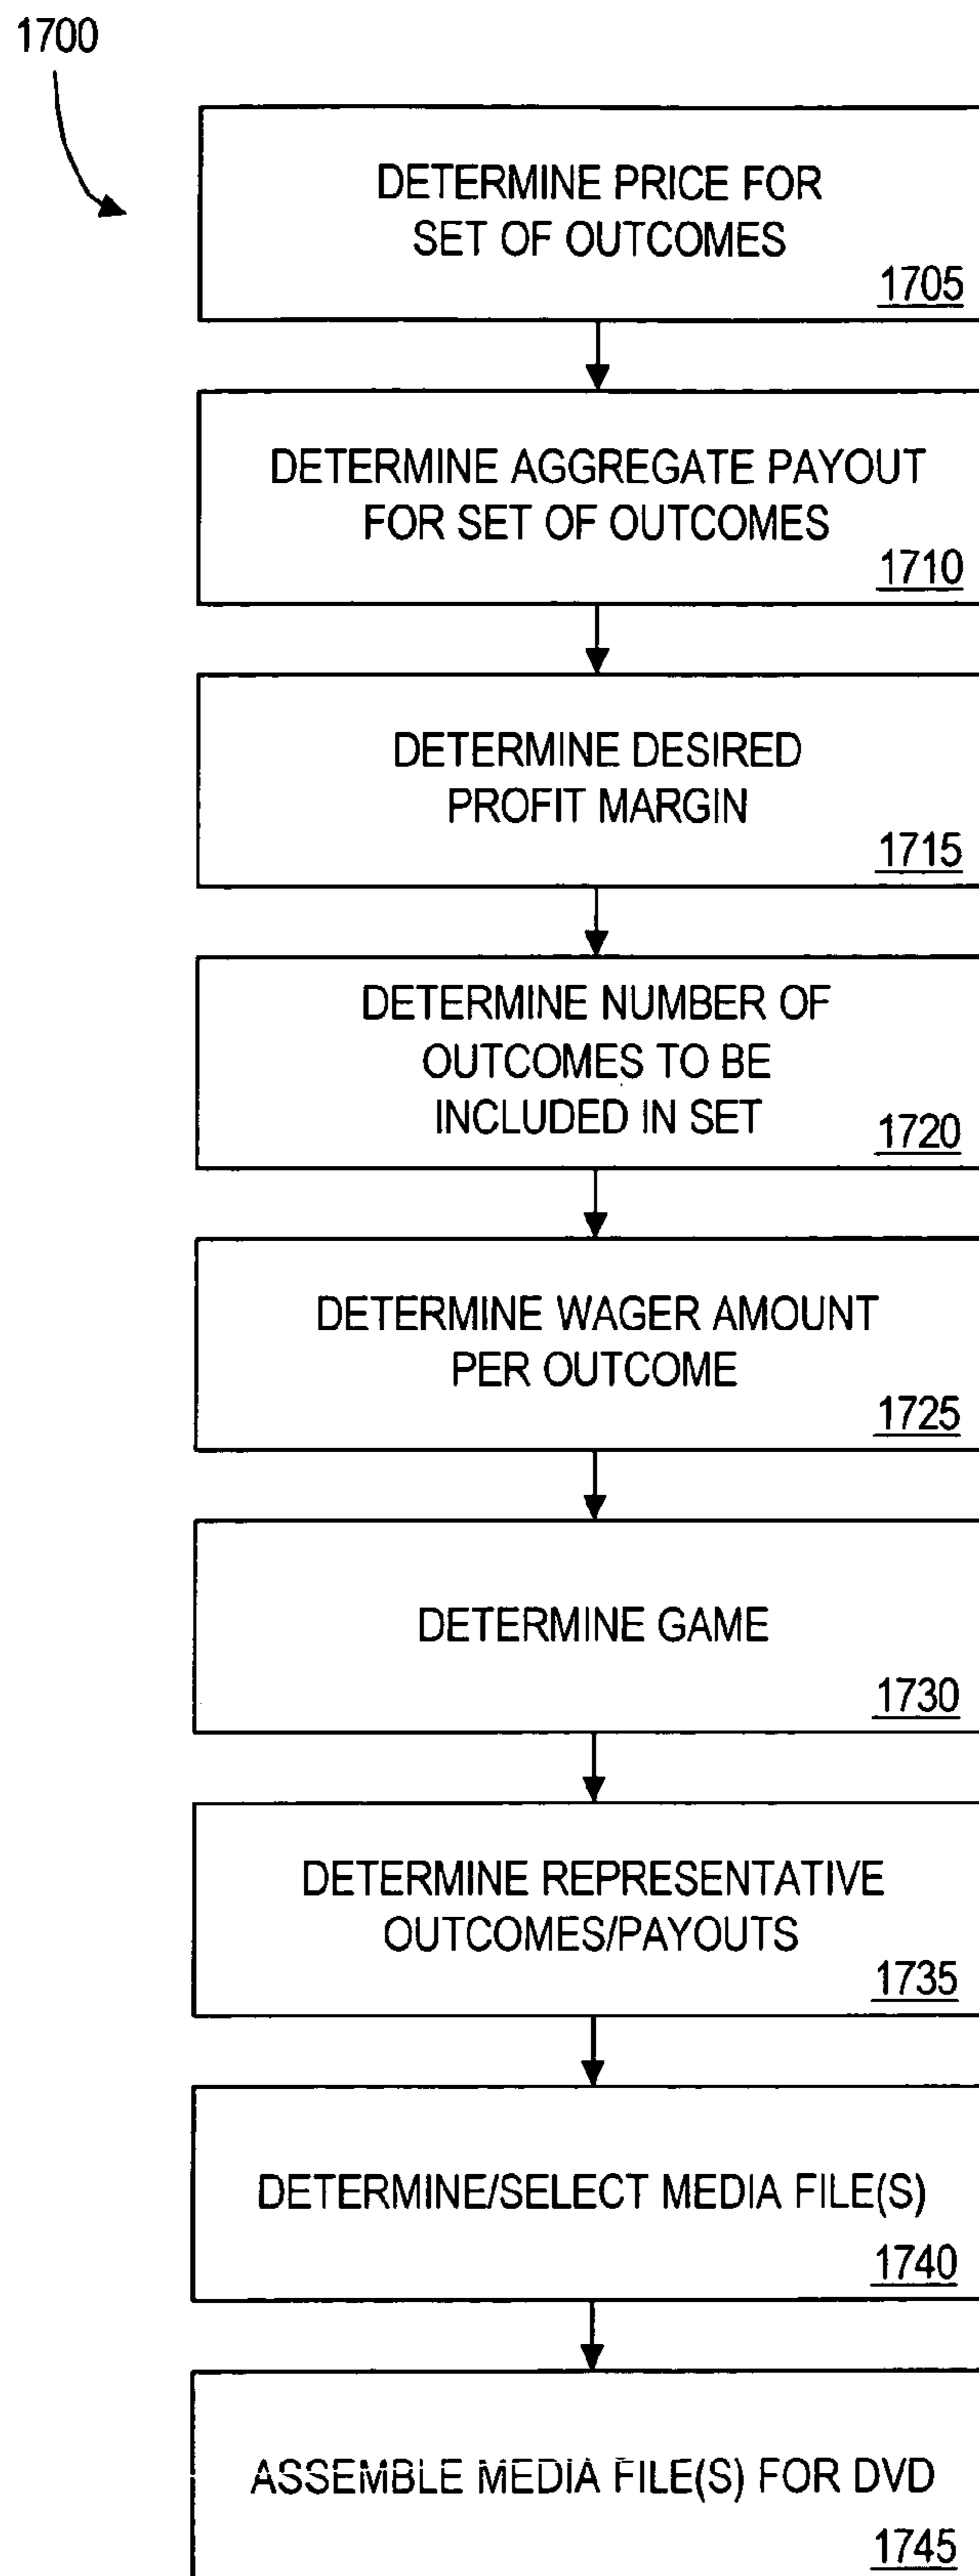 1700
DETERMINE PRICE FOR
SET OF OUTCOMES
1705
DETERMINE AGGREGATE PAYOUT
FOR SET OF OUTCOMES
1710
DETERMINE DESIRED
PROFIT MARGIN
1715
DETERMINE NUMBER OF
OUTCOMES TO BE
INCLUDED IN SET
1720
DETERMINE WAGER AMOUNT
PER OUTCOME
1725
DETERMINE GAME
1730
DETERMINE REPRESENTATIVE
OUTCOMES/PAYOUTS
1735
DETERMINE/SELECT MEDIA FILE(S)
1740
ASSEMBLE MEDIA FILE(S) FOR DVD
1745